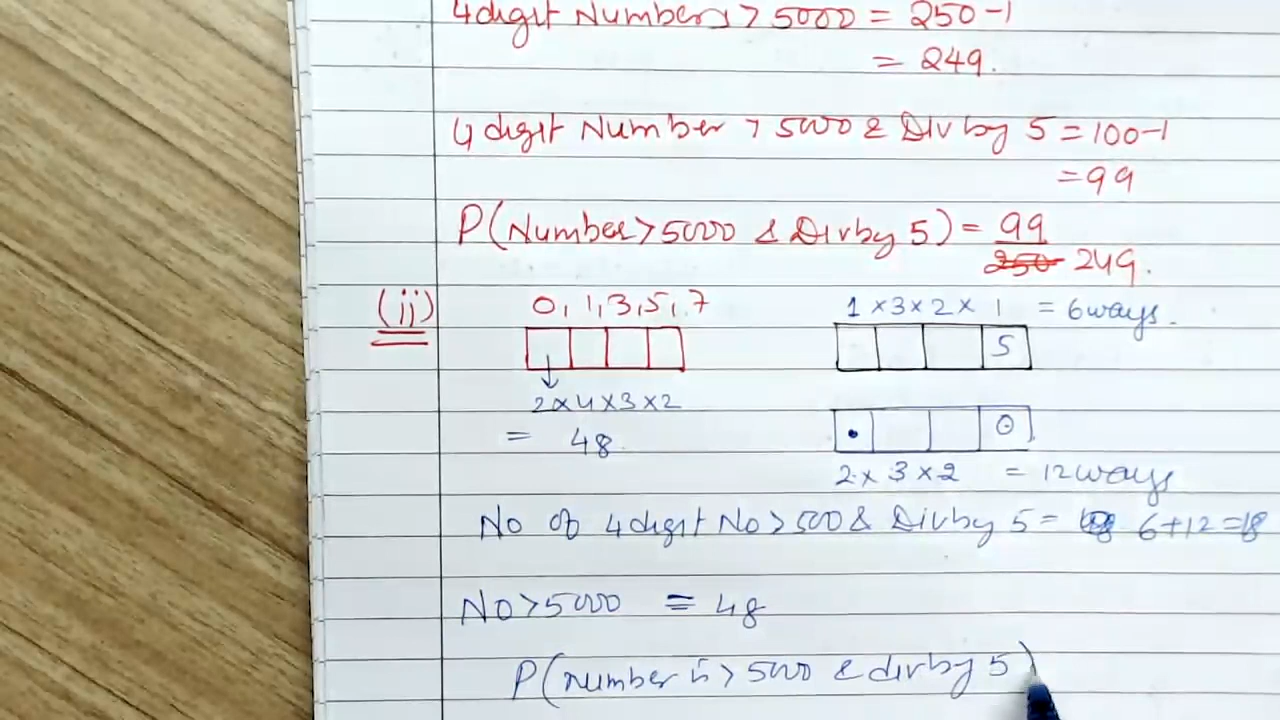 4 digit Numbers > 5000 = 250-1
= 249.
4 digit Number > 5000 & Div by 5 = 100-1
= 99
P(Number > 5000 & Div by 5) = 99
250 249.
(ii) 0, 1, 3, 5, 7 1 × 3 × 2 × 1 = 6 ways.
5
2 × 4 × 3 × 2
= 48 0
2 × 3 × 2 = 12 ways
No of 4 digit No > 500 & Div by 5 = 6 + 12 = 18
No > 5000 = 48
P(number is > 5000 & div by 5)